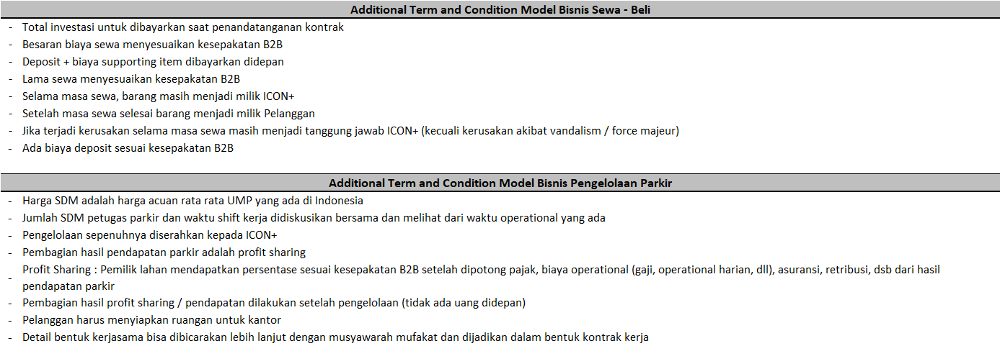 Additional Term and Condition Model Bisnis Sewa - Beli
- Total investasi untuk dibayarkan saat penandatanganan kontrak
- Besaran biaya sewa menyesuaikan kesepakatan B2B
- Deposit + biaya supporting item dibayarkan didepan
- Lama sewa menyesuaikan kesepakatan B2B
- Selama masa sewa, barang masih menjadi milik ICON+
- Setelah masa sewa selesai barang menjadi milik Pelanggan
- Jika terjadi kerusakan selama masa sewa masih menjadi tanggung jawab ICON+ (kecuali kerusakan akibat vandalism / force majeur)
- Ada biaya deposit sesuai kesepakatan B2B
Additional Term and Condition Model Bisnis Pengelolaan Parkir
- Harga SDM adalah harga acuan rata rata UMP yang ada di Indonesia
- Jumlah SDM petugas parkir dan waktu shift kerja didiskusikan bersama dan melihat dari waktu operational yang ada
- Pengelolaan sepenuhnya diserahkan kepada ICON+
- Pembagian hasil pendapatan parkir adalah profit sharing
- Profit Sharing : Pemilik lahan mendapatkan persentase sesuai kesepakatan B2B setelah dipotong pajak, biaya operational (gaji, operational harian, dll), asuransi, retribusi, dsb dari hasil
pendapatan parkir
- Pembagian hasil profit sharing / pendapatan dilakukan setelah pengelolaan (tidak ada uang didepan)
- Pelanggan harus menyiapkan ruangan untuk kantor
- Detail bentuk kerjasama bisa dibicarakan lebih lanjut dengan musyawarah mufakat dan dijadikan dalam bentuk kontrak kerja